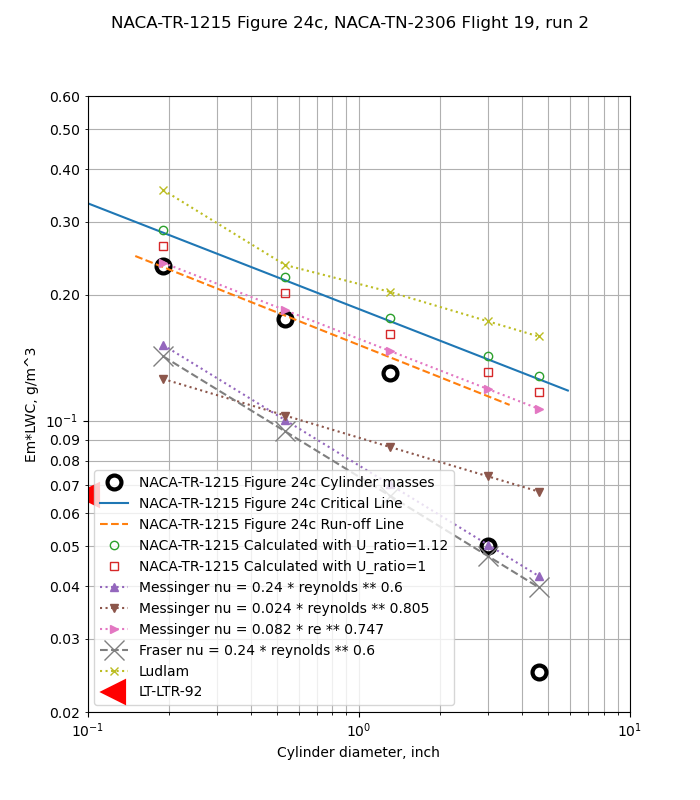 NACA-TR-1215 Figure 24c, NACA-TN-2306 Flight 19, run 2
Em*LWC, g/m^3
0.60
0.50
0.40
0.30
0.20
10⁻¹
0.09
0.08
0.07
0.06
0.05
0.04
0.03
0.02
NACA-TR-1215 Figure 24c Cylinder masses
NACA-TR-1215 Figure 24c Critical Line
NACA-TR-1215 Figure 24c Run-off Line
NACA-TR-1215 Calculated with U_ratio=1.12
NACA-TR-1215 Calculated with U_ratio=1
Messinger nu = 0.24 * reynolds ** 0.6
Messinger nu = 0.024 * reynolds ** 0.805
Messinger nu = 0.082 * re ** 0.747
Fraser nu = 0.24 * reynolds ** 0.6
Ludlam
LT-LTR-92
10⁻¹ 10⁰ 10¹
Cylinder diameter, inch